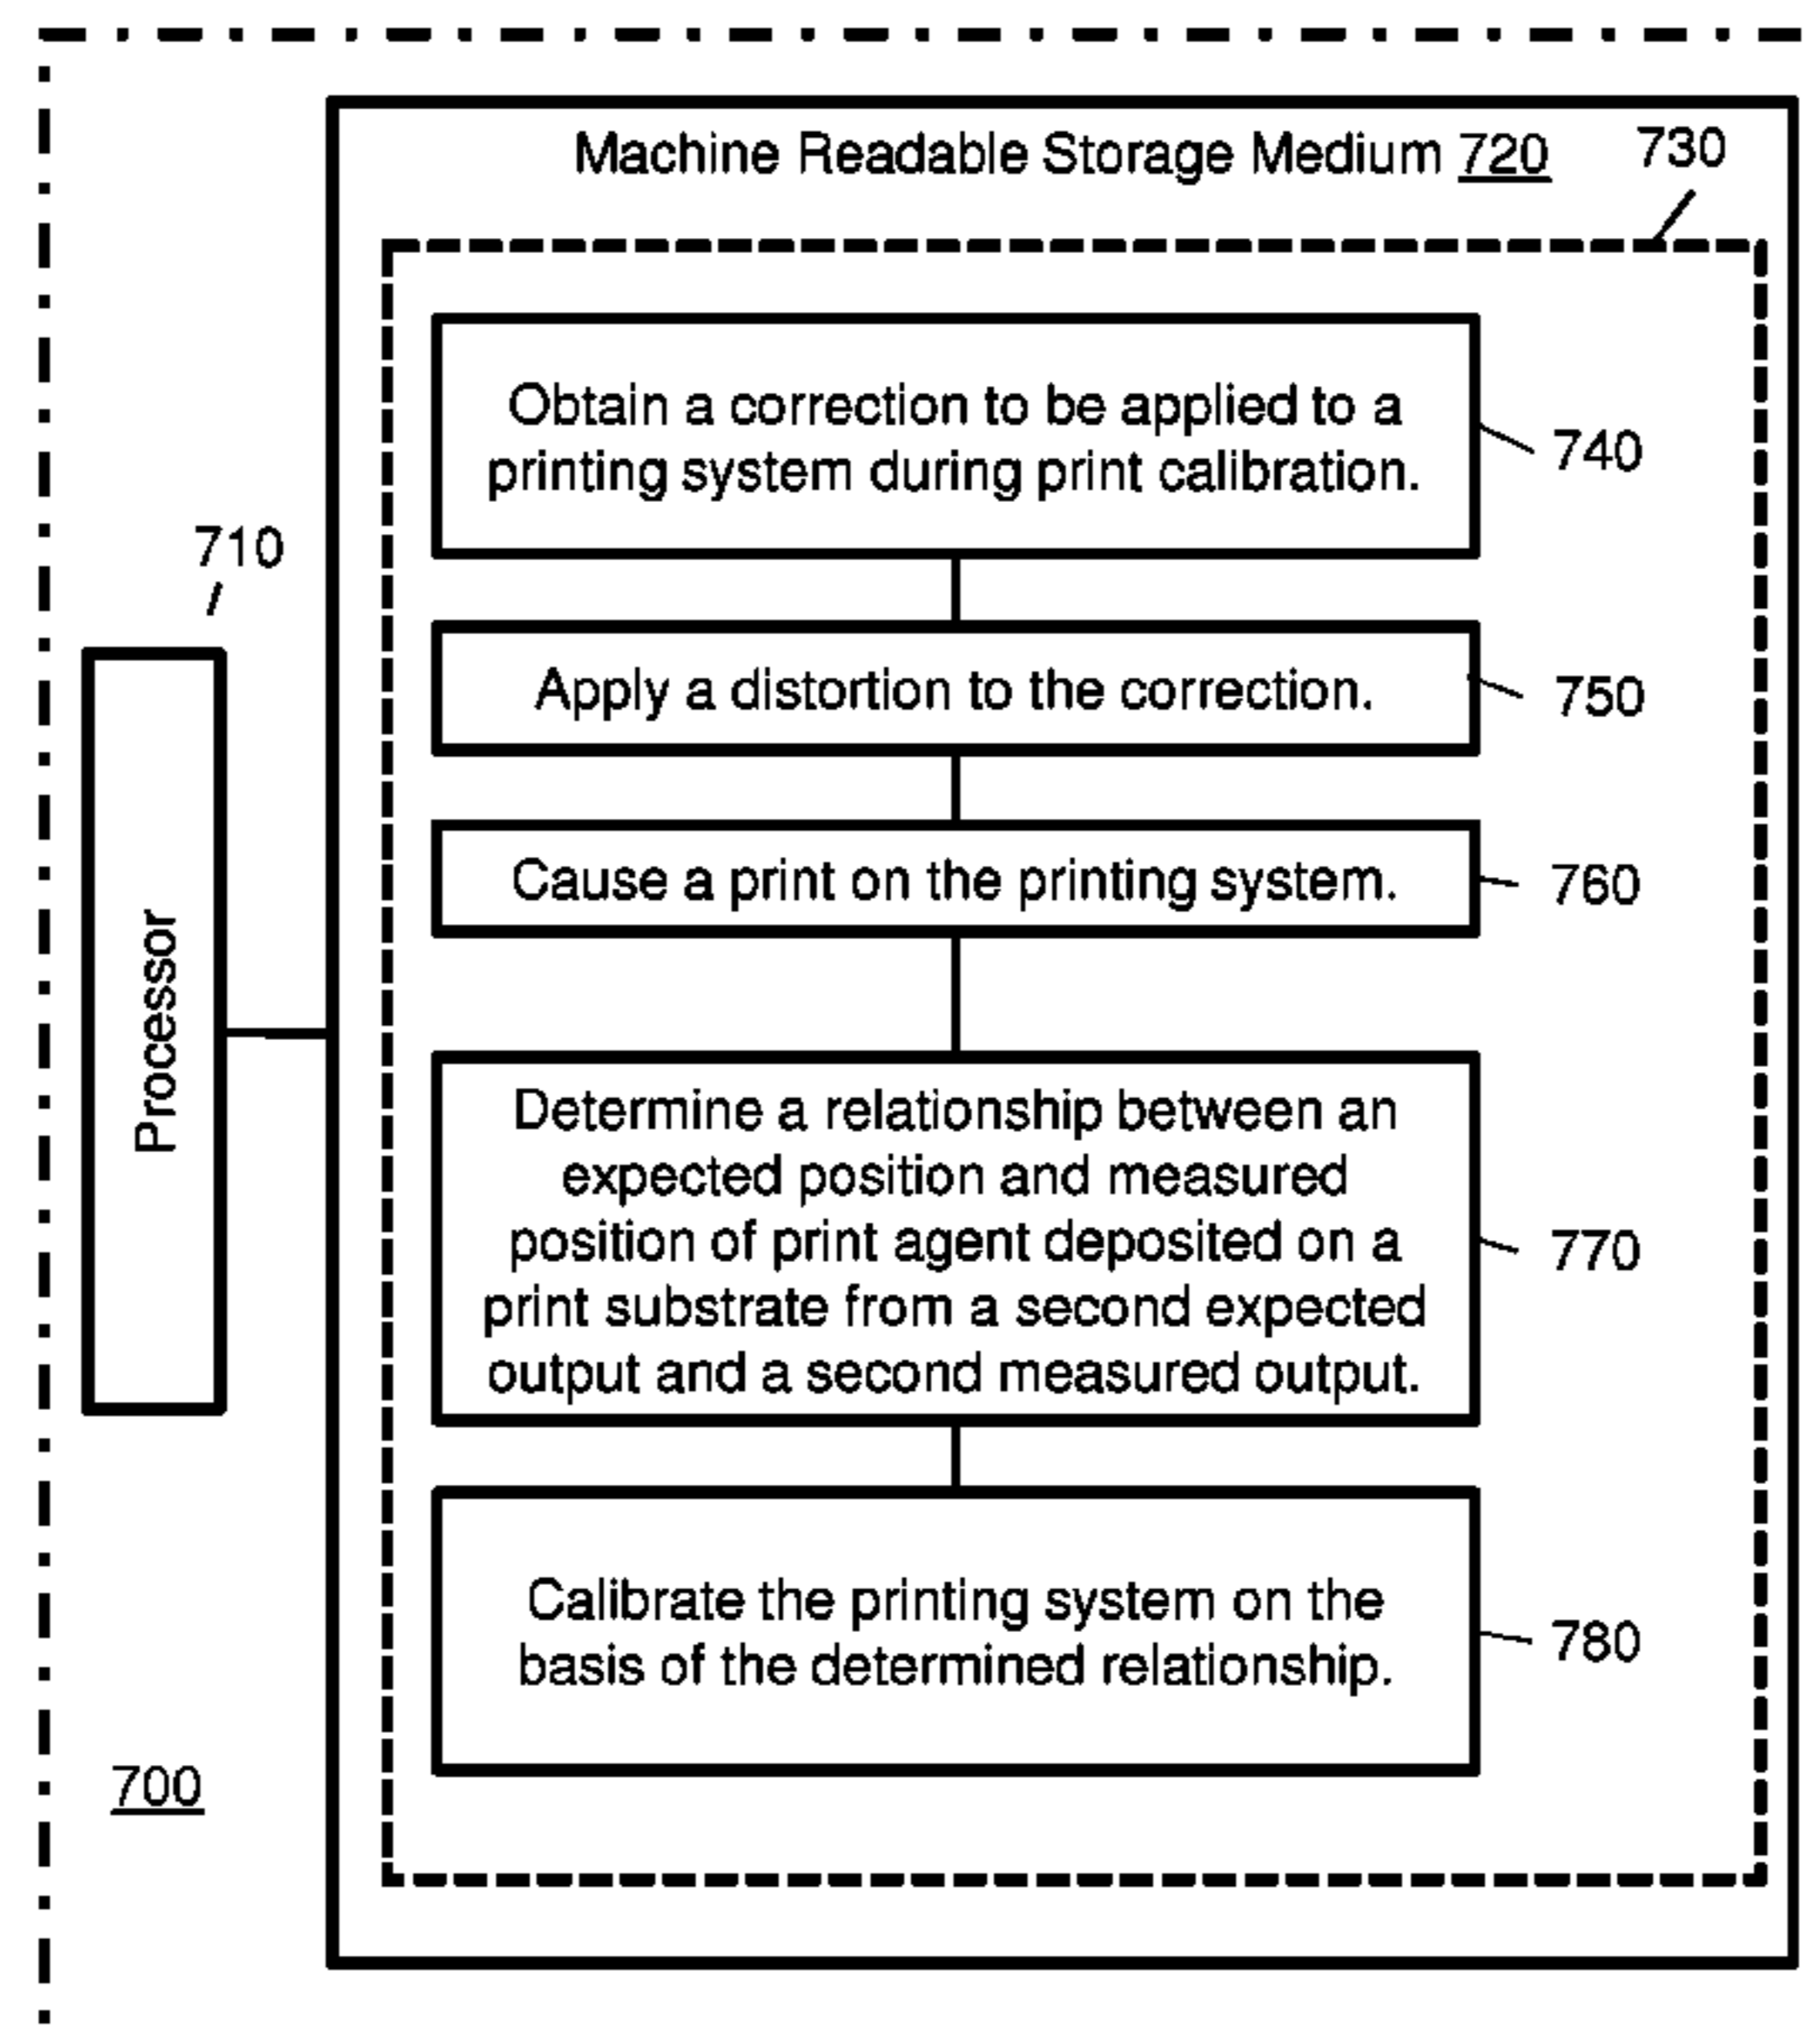 Machine Readable Storage Medium 720
730
Obtain a correction to be applied to a
printing system during print calibration.
740
710
Apply a distortion to the correction.
750
Cause a print on the printing system.
760
Processor
Determine a relationship between an
expected position and measured
position of print agent deposited on a
print substrate from a second expected
output and a second measured output.
770
Calibrate the printing system on the
basis of the determined relationship.
780
700